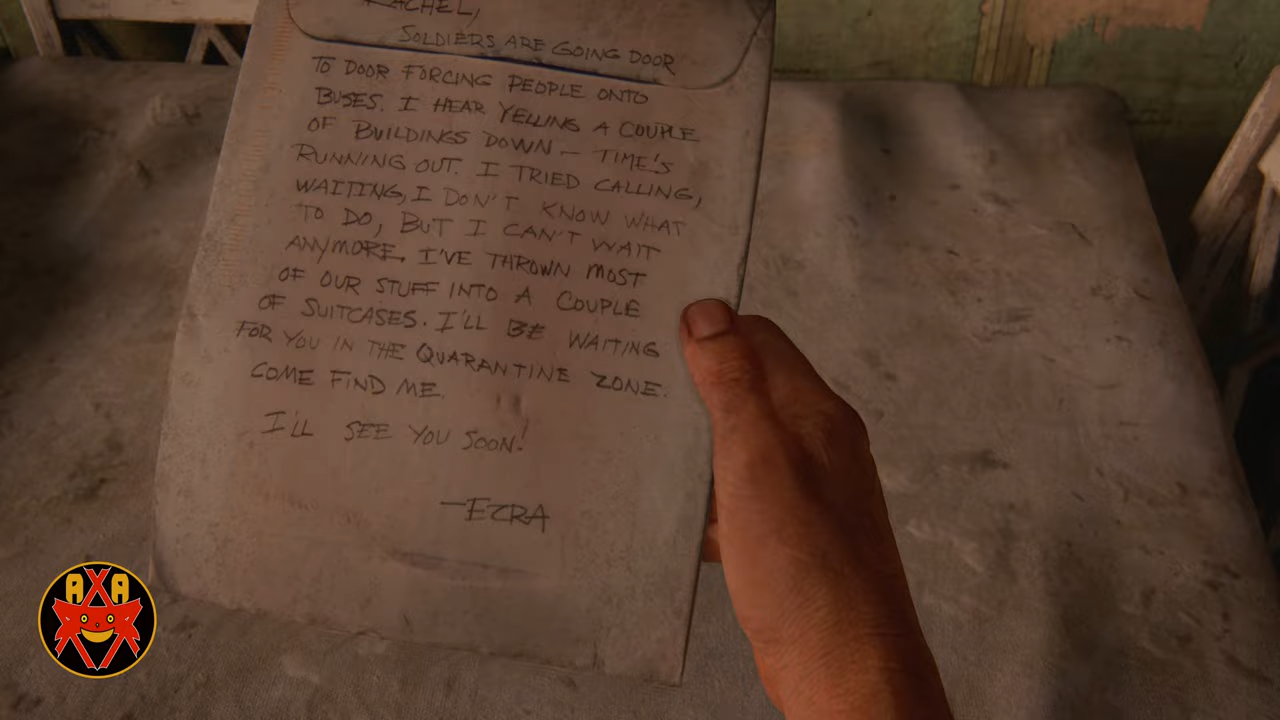 RACHEL,
SOLDIERS ARE GOING DOOR
TO DOOR FORCING PEOPLE ONTO
BUSES. I HEAR YELLING A COUPLE
OF BUILDINGS DOWN — TIME'S
RUNNING OUT. I TRIED CALLING,
WAITING, I DON'T KNOW WHAT
TO DO, BUT I CAN'T WAIT
ANYMORE. I'VE THROWN MOST
OF OUR STUFF INTO A COUPLE
OF SUITCASES. I'LL BE WAITING
FOR YOU IN THE QUARANTINE ZONE.
COME FIND ME.
I'LL SEE YOU SOON!
—EZRA
AXA